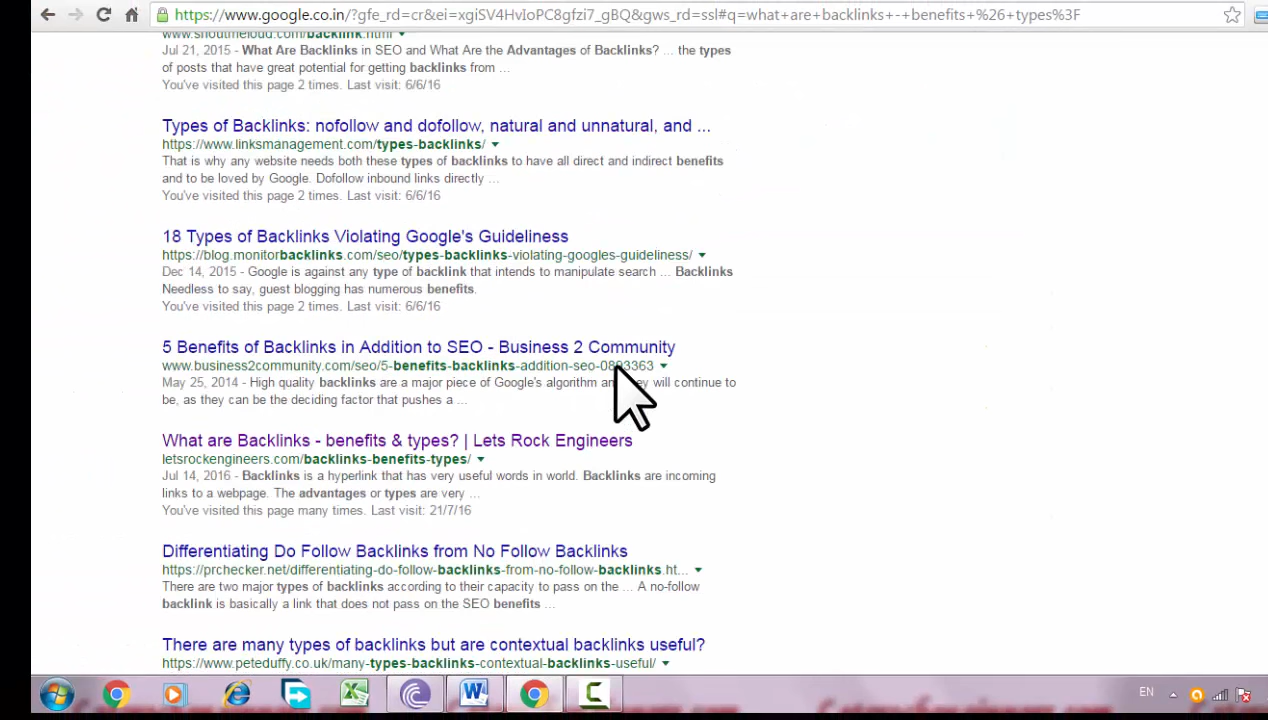 https://www.google.co.in/?gfe_rd=cr&ei=xgiSV4HvIoPC8gfzi7_gBQ&gws_rd=ssl#q=what+are+backlinks+-+benefits+%26+types%3F
www.shoutmeloud.com/backlink.html
Jul 21, 2015 - What Are Backlinks in SEO and What Are the Advantages of Backlinks? ... the types
of posts that have great potential for getting backlinks from ...
You've visited this page 2 times. Last visit: 6/6/16
Types of Backlinks: nofollow and dofollow, natural and unnatural, and ...
https://www.linksmanagement.com/types-backlinks/
That is why any website needs both these types of backlinks to have all direct and indirect benefits
and to be loved by Google. Dofollow inbound links directly ...
You've visited this page 2 times. Last visit: 6/6/16
18 Types of Backlinks Violating Google's Guideliness
https://blog.monitorbacklinks.com/seo/types-backlinks-violating-googles-guideliness/
Dec 14, 2015 - Google is against any type of backlink that intends to manipulate search ... Backlinks
Needless to say, guest blogging has numerous benefits.
You've visited this page 2 times. Last visit: 6/6/16
5 Benefits of Backlinks in Addition to SEO - Business 2 Community
www.business2community.com/seo/5-benefits-backlinks-addition-seo-0893363
May 25, 2014 - High quality backlinks are a major piece of Google's algorithm and they will continue to
be, as they can be the deciding factor that pushes a ...
What are Backlinks - benefits & types? | Lets Rock Engineers
letsrockengineers.com/backlinks-benefits-types/
Jul 14, 2016 - Backlinks is a hyperlink that has very useful words in world. Backlinks are incoming
links to a webpage. The advantages or types are very ...
You've visited this page many times. Last visit: 21/7/16
Differentiating Do Follow Backlinks from No Follow Backlinks
https://prchecker.net/differentiating-do-follow-backlinks-from-no-follow-backlinks.ht...
There are two major types of backlinks according to their capacity to pass on the ... A no-follow
backlink is basically a link that does not pass on the SEO benefits ...
There are many types of backlinks but are contextual backlinks useful?
https://www.peteduffy.co.uk/many-types-backlinks-contextual-backlinks-useful/
EN